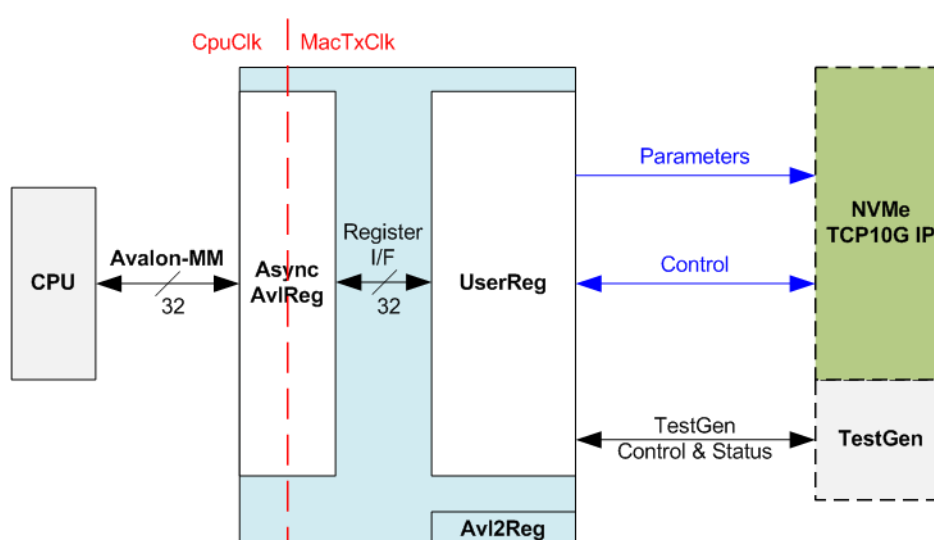 CpuClk
MacTxClk
Parameters
NVMe
TCP10G IP
Register
I/F
Avalon-MM
Control
CPU
Async
AvlReg
UserReg
32
32
TestGen
Control & Status
TestGen
Avl2Reg